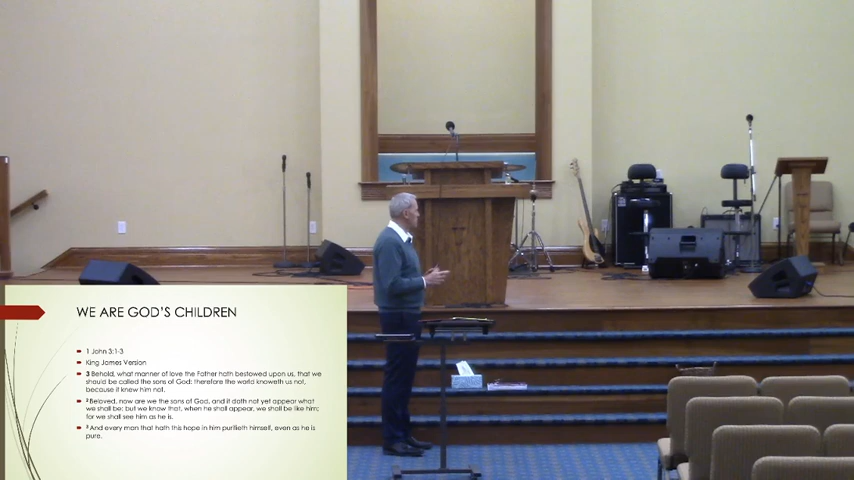 WE ARE GOD'S CHILDREN
1 John 3:1-3
King James Version
3 Behold, what manner of love the Father hath bestowed upon us, that we
should be called the sons of God: therefore the world knoweth us not,
because it knew him not.
2 Beloved, now are we the sons of God, and it doth not yet appear what
we shall be: but we know that, when he shall appear, we shall be like him;
for we shall see him as he is.
3 And every man that hath this hope in him purifieth himself, even as he is
pure.